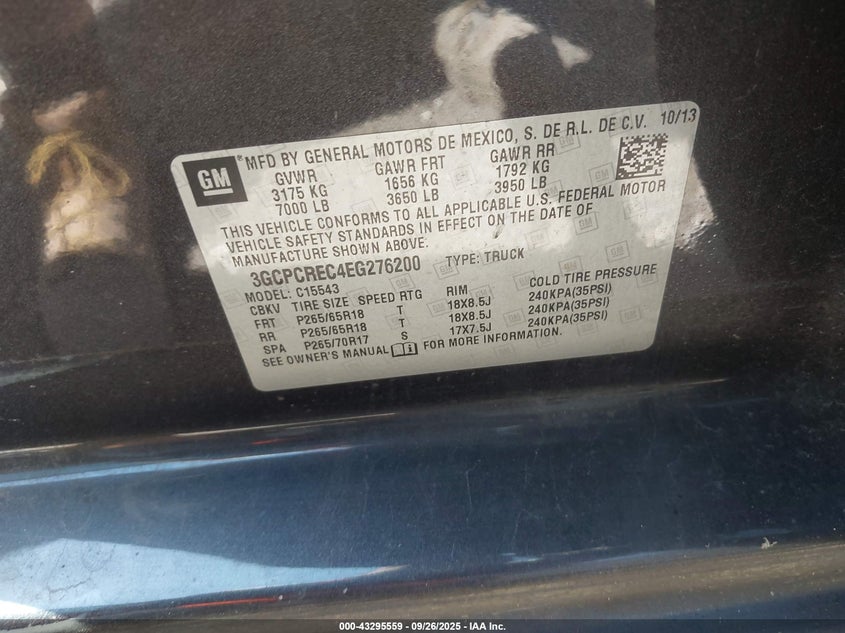 GM
® MFD BY GENERAL MOTORS DE MEXICO, S. DE R.L. DE C.V. 10/13
GVWR GAWR FRT GAWR RR
3175 KG 1656 KG 1792 KG
7000 LB 3650 LB 3950 LB
THIS VEHICLE CONFORMS TO ALL APPLICABLE U.S. FEDERAL MOTOR
VEHICLE SAFETY STANDARDS IN EFFECT ON THE DATE OF
MANUFACTURE SHOWN ABOVE.
3GCPCREC4EG276200 TYPE: TRUCK
MODEL: C15543
CBKV TIRE SIZE SPEED RTG RIM COLD TIRE PRESSURE
FRT P265/65R18 T 18X8.5J 240KPA(35PSI)
RR P265/65R18 T 18X8.5J 240KPA(35PSI)
SPA P265/70R17 S 17X7.5J 240KPA(35PSI)
SEE OWNER'S MANUAL FOR MORE INFORMATION.
000-43295559 — 09/26/2025 — IAA Inc.